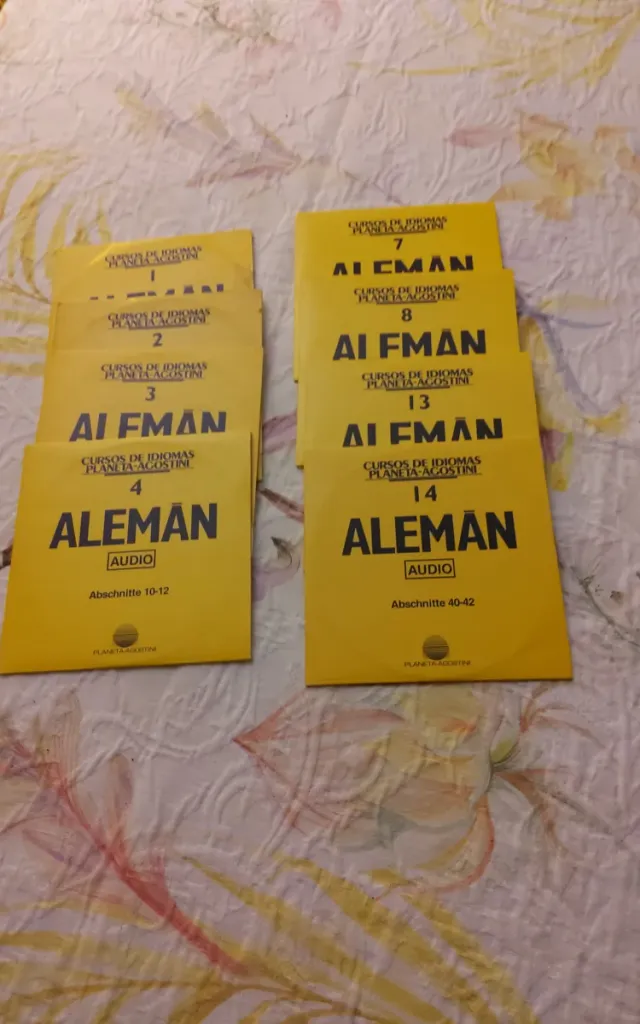 CURSOS DE IDIOMAS
PLANETA-AGOSTINI
1
ALEMÁN
CURSOS DE IDIOMAS
PLANETA-AGOSTINI
2
CURSOS DE IDIOMAS
PLANETA-AGOSTINI
3
ALEMÁN
CURSOS DE IDIOMAS
PLANETA-AGOSTINI
4
ALEMÁN
AUDIO
Abschnitte 10-12
PLANETA-AGOSTINI
CURSOS DE IDIOMAS
PLANETA-AGOSTINI
7
ALEMÁN
CURSOS DE IDIOMAS
PLANETA-AGOSTINI
8
ALEMÁN
CURSOS DE IDIOMAS
PLANETA-AGOSTINI
13
ALEMÁN
CURSOS DE IDIOMAS
PLANETA-AGOSTINI
14
ALEMÁN
AUDIO
Abschnitte 40-42
PLANETA-AGOSTINI